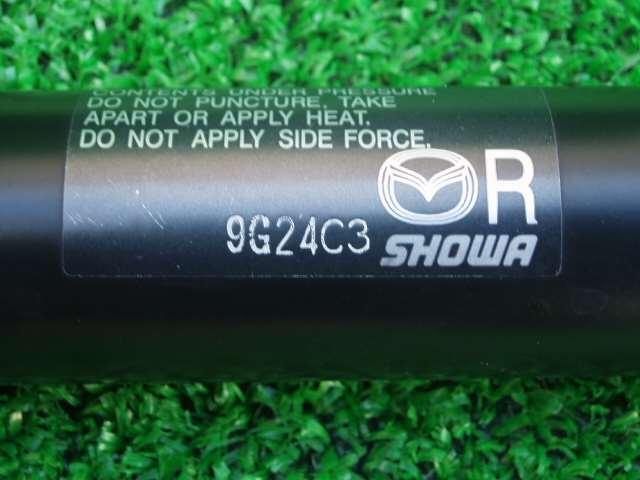 CONTENTS UNDER PRESSURE
DO NOT PUNCTURE, TAKE
APART OR APPLY HEAT.
DO NOT APPLY SIDE FORCE.
R
9G24C3
SHOWA